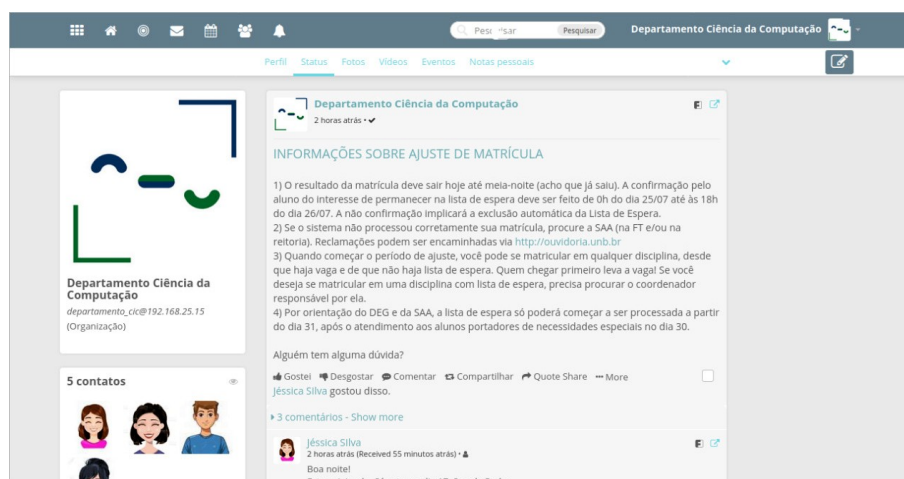 Pesquisar
Departamento Ciência da Computação
Perfil Status Fotos Vídeos Eventos Notas pessoais
Departamento Ciência da Computação
2 horas atrás •
INFORMAÇÕES SOBRE AJUSTE DE MATRÍCULA
1) O resultado da matrícula deve sair hoje até meia-noite (acho que já saiu). A confirmação pelo
aluno do interesse de permanecer na lista de espera deve ser feito de 0h do dia 25/07 até às 18h
do dia 26/07. A não confirmação implicará a exclusão automática da Lista de Espera.
2) Se o sistema não processou corretamente sua matrícula, procure a SAA (na FT e/ou na
reitoria). Reclamações podem ser encaminhadas via http://ouvidoria.unb.br
3) Quando começar o período de ajuste, você pode se matricular em qualquer disciplina, desde
que haja vaga e de que não haja lista de espera. Quem chegar primeiro leva a vaga! Se você
deseja se matricular em uma disciplina com lista de espera, precisa procurar o coordenador
responsável por ela.
4) Por orientação do DEG e da SAA, a lista de espera só poderá começar a ser processada a partir
do dia 31, após o atendimento aos alunos portadores de necessidades especiais no dia 30.
Alguém tem alguma dúvida?
Gostei Desgostar Comentar Compartilhar Quote Share More
Jéssica Silva gostou disso.
3 comentários - Show more
Jéssica Silva
2 horas atrás (Received 55 minutos atrás) •
Boa noite!
Departamento Ciência da
Computação
departamento_cic@192.168.25.15
(Organização)
5 contatos